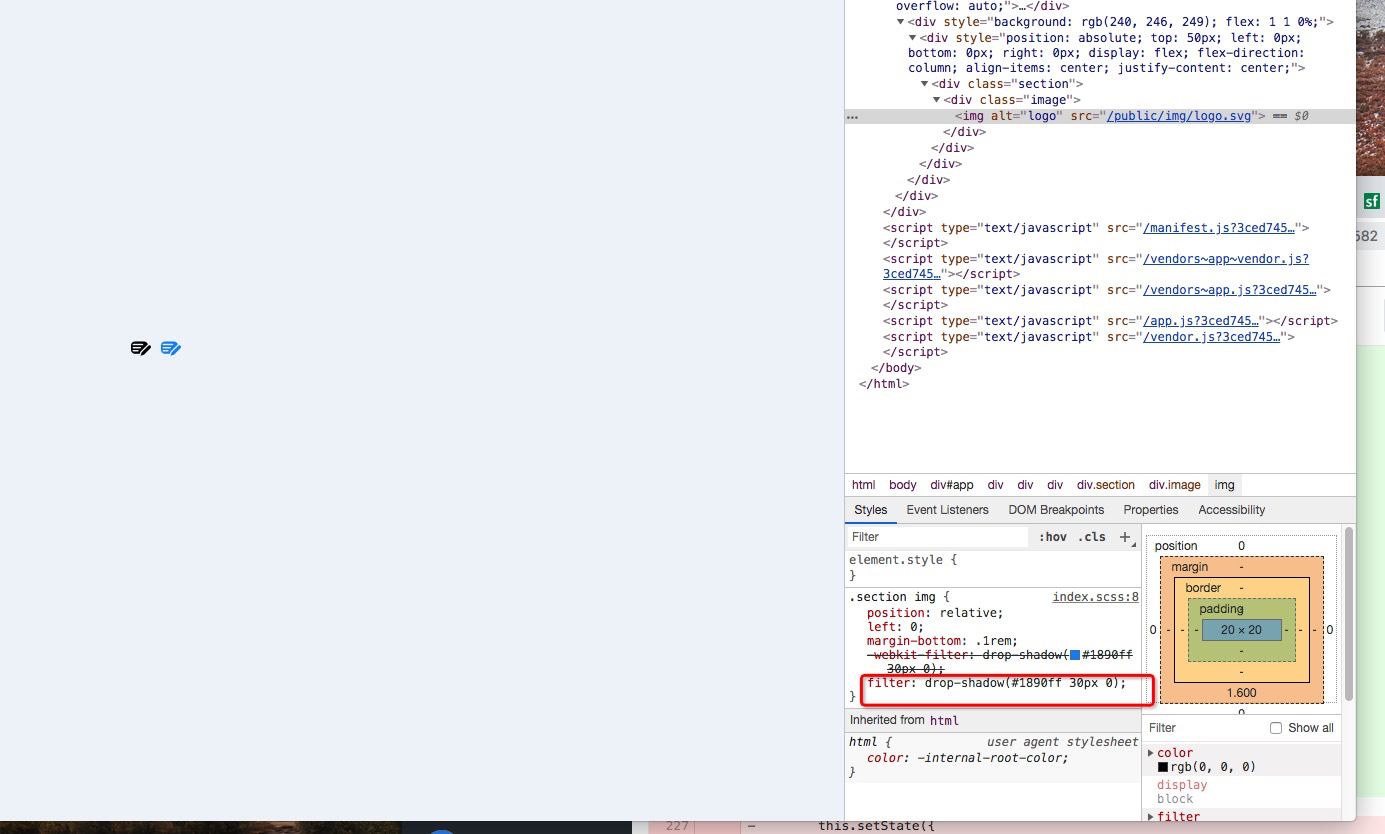 overflow: auto;">…</div>
▼<div style="background: rgb(240, 246, 249); flex: 1 1 0%;">
▼<div style="position: absolute; top: 50px; left: 0px;
bottom: 0px; right: 0px; display: flex; flex-direction:
column; align-items: center; justify-content: center;">
▼<div class="section">
▼<div class="image">
… <img alt="logo" src="/public/img/logo.svg"> == $0
</div>
</div>
</div>
</div>
</div>
</div>
<script type="text/javascript" src="/manifest.js?3ced745…">
</script>
<script type="text/javascript" src="/vendors~app~vendor.js?
3ced745…"></script>
<script type="text/javascript" src="/vendors~app.js?3ced745…">
</script>
<script type="text/javascript" src="/app.js?3ced745…"></script>
<script type="text/javascript" src="/vendor.js?3ced745…">
</script>
</body>
</html>
html body div#app div div div div.section div.image img
Styles Event Listeners DOM Breakpoints Properties Accessibility
Filter :hov .cls +
element.style {
}
.section img { index.scss:8
position: relative;
left: 0;
margin-bottom: .1rem;
-webkit-filter: drop-shadow(#1890ff
30px 0);
filter: drop-shadow(#1890ff 30px 0);
}
Inherited from html
html { user agent stylesheet
color: -internal-root-color;
}
position 0
margin -
border -
padding
0 - - - 20 × 20 - - - 0
-
-
1.600
0
Filter Show all
color
rgb(0, 0, 0)
display
block
filter
sf
582
227 – this.setState({